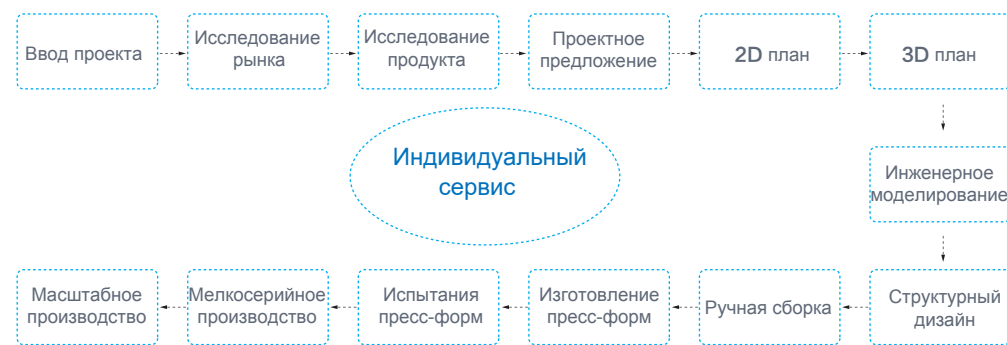 Ввод проекта
Исследование
рынка
Исследование
продукта
Проектное
предложение
2D план
3D план
Индивидуальный
сервис
Инженерное
моделирование
Масштабное
производство
Мелкосерийное
производство
Испытания
пресс-форм
Изготовление
пресс-форм
Ручная сборка
Структурный
дизайн